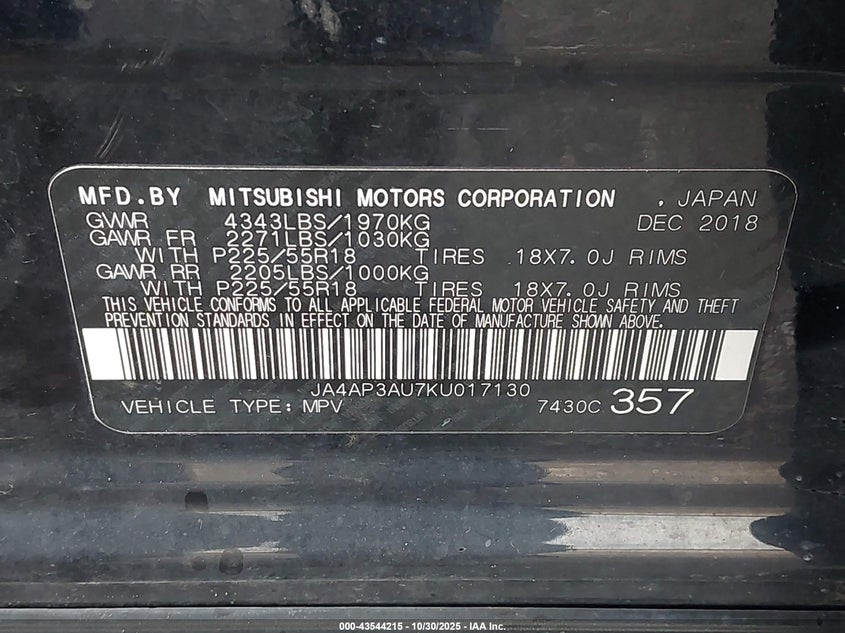 MFD.BY MITSUBISHI MOTORS CORPORATION , JAPAN
GVWR 4343LBS/1970KG DEC 2018
GAWR FR 2271LBS/1030KG
WITH P225/55R18 TIRES 18X7.0J RIMS
GAWR RR 2205LBS/1000KG
WITH P225/55R18 TIRES 18X7.0J RIMS
THIS VEHICLE CONFORMS TO ALL APPLICABLE FEDERAL MOTOR VEHICLE SAFETY AND THEFT
PREVENTION STANDARDS IN EFFECT ON THE DATE OF MANUFACTURE SHOWN ABOVE.
JA4AP3AU7KU017130
VEHICLE TYPE: MPV 7430C 357
000-43544215 - 10/30/2025 - IAA Inc.